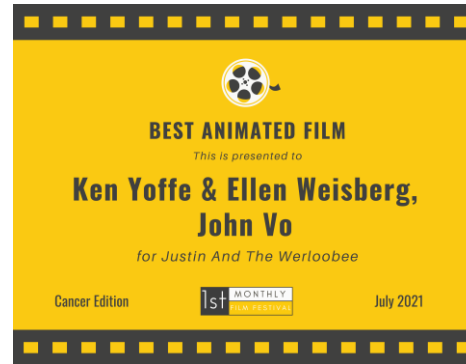 BEST ANIMATED FILM
This is presented to
Ken Yoffe & Ellen Weisberg,
John Vo
for Justin And The Werloobee
Cancer Edition
1st MONTHLY
FILM FESTIVAL
July 2021